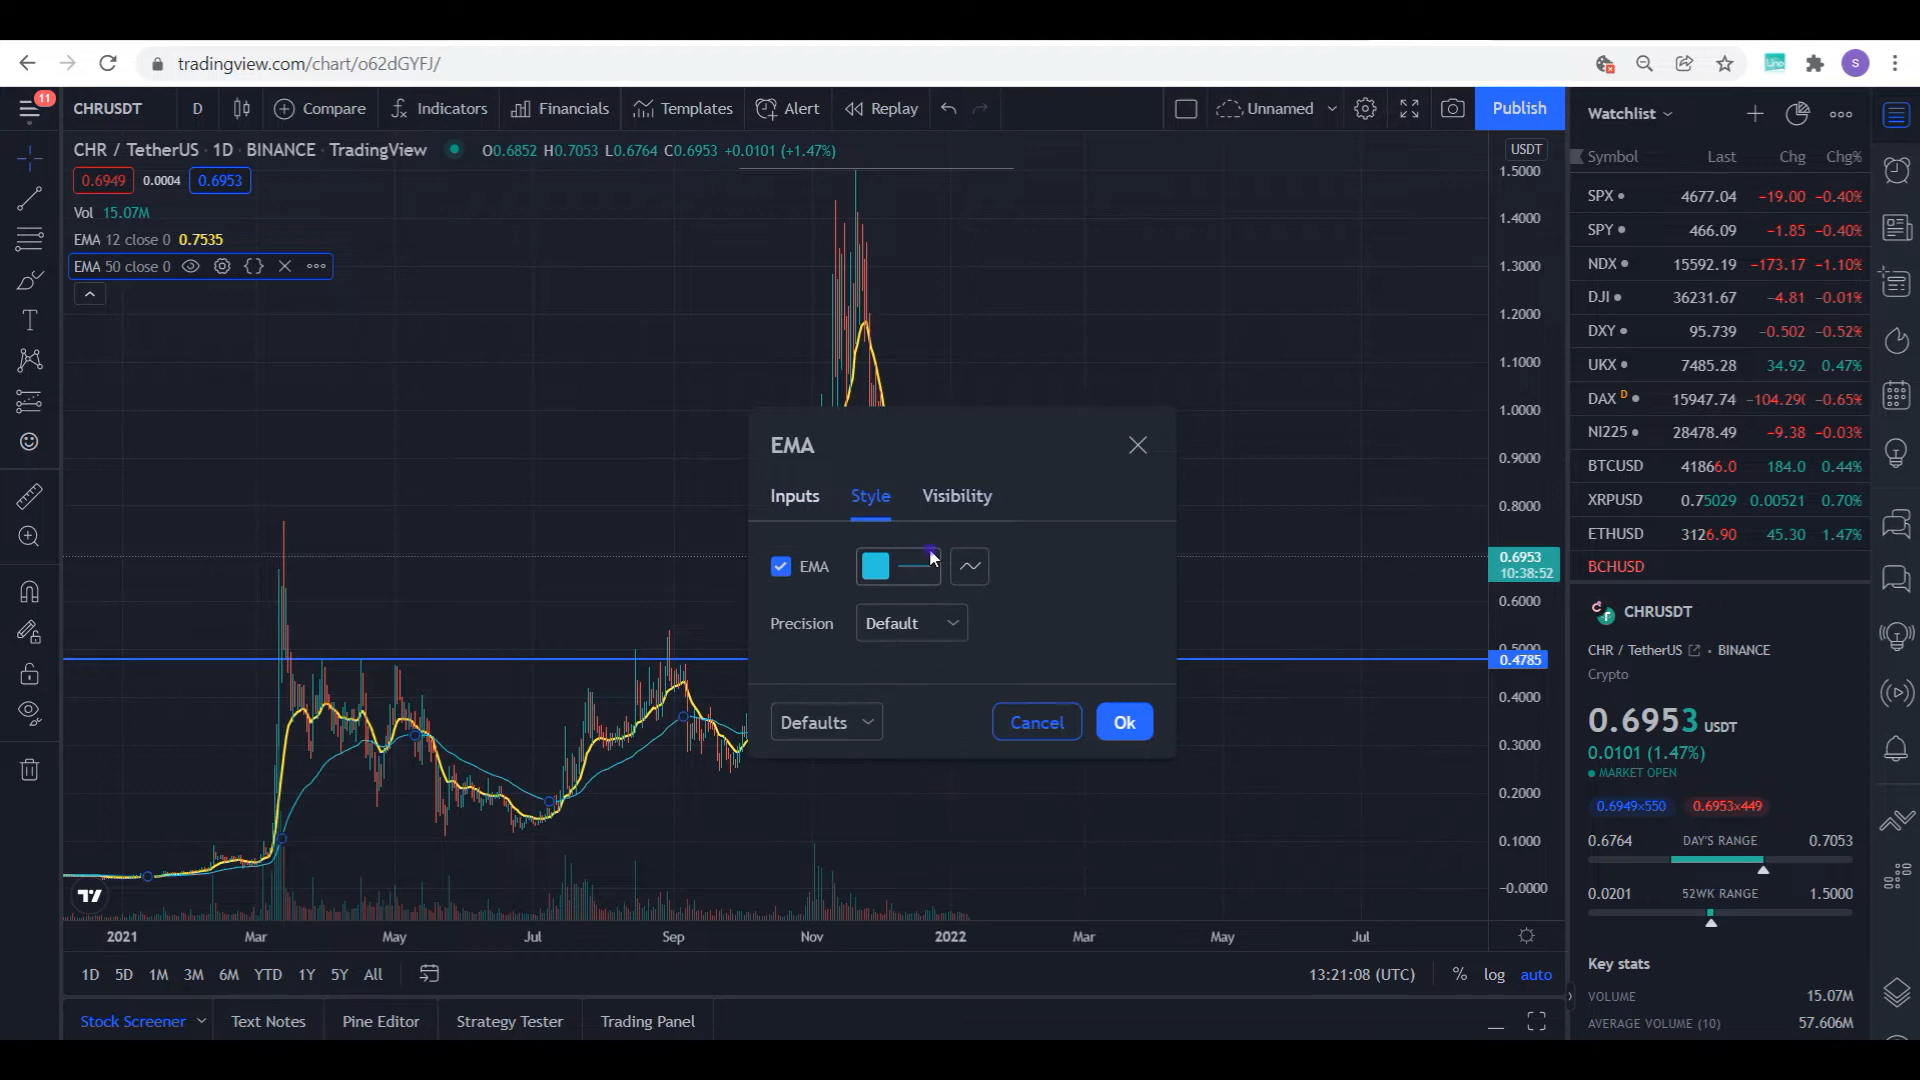 tradingview.com/chart/o62dGYFJ/
S
11
CHRUSDT D Compare Indicators Financials Templates Alert Replay Unnamed Publish
CHR / TetherUS · 1D · BINANCE · TradingView O0.6852 H0.7053 L0.6764 C0.6953 +0.0101 (+1.47%)
0.6949 0.0004 0.6953
Vol 15.07M
EMA 12 close 0 0.7535
EMA 50 close 0
USDT
1.5000
1.4000
1.3000
1.2000
1.1000
1.0000
0.9000
0.8000
0.6953
10:38:52
0.6000
0.5000
0.4785
0.4000
0.3000
0.2000
0.1000
−0.0000
EMA
Inputs Style Visibility
EMA
Precision Default
Defaults Cancel Ok
2021 Mar May Jul Sep Nov 2022 Mar May Jul
1D 5D 1M 3M 6M YTD 1Y 5Y All 13:21:08 (UTC) % log auto
Stock Screener Text Notes Pine Editor Strategy Tester Trading Panel
Watchlist
Symbol Last Chg Chg%
SPX 4677.04 −19.00 −0.40%
SPY 466.09 −1.85 −0.40%
NDX 15592.19 −173.17 −1.10%
DJI 36231.67 −4.81 −0.01%
DXY 95.739 −0.502 −0.52%
UKX 7485.28 34.92 0.47%
DAX D 15947.74 −104.29 −0.65%
NI225 28478.49 −9.38 −0.03%
BTCUSD 41866.0 184.0 0.44%
XRPUSD 0.75029 0.00521 0.70%
ETHUSD 3126.90 45.30 1.47%
BCHUSD
CHRUSDT
CHR / TetherUS · BINANCE
Crypto
0.6953 USDT
0.0101 (1.47%)
MARKET OPEN
0.6949×550 0.6953×449
0.6764 DAY'S RANGE 0.7053
0.0201 52WK RANGE 1.5000
Key stats
VOLUME 15.07M
AVERAGE VOLUME (10) 57.606M